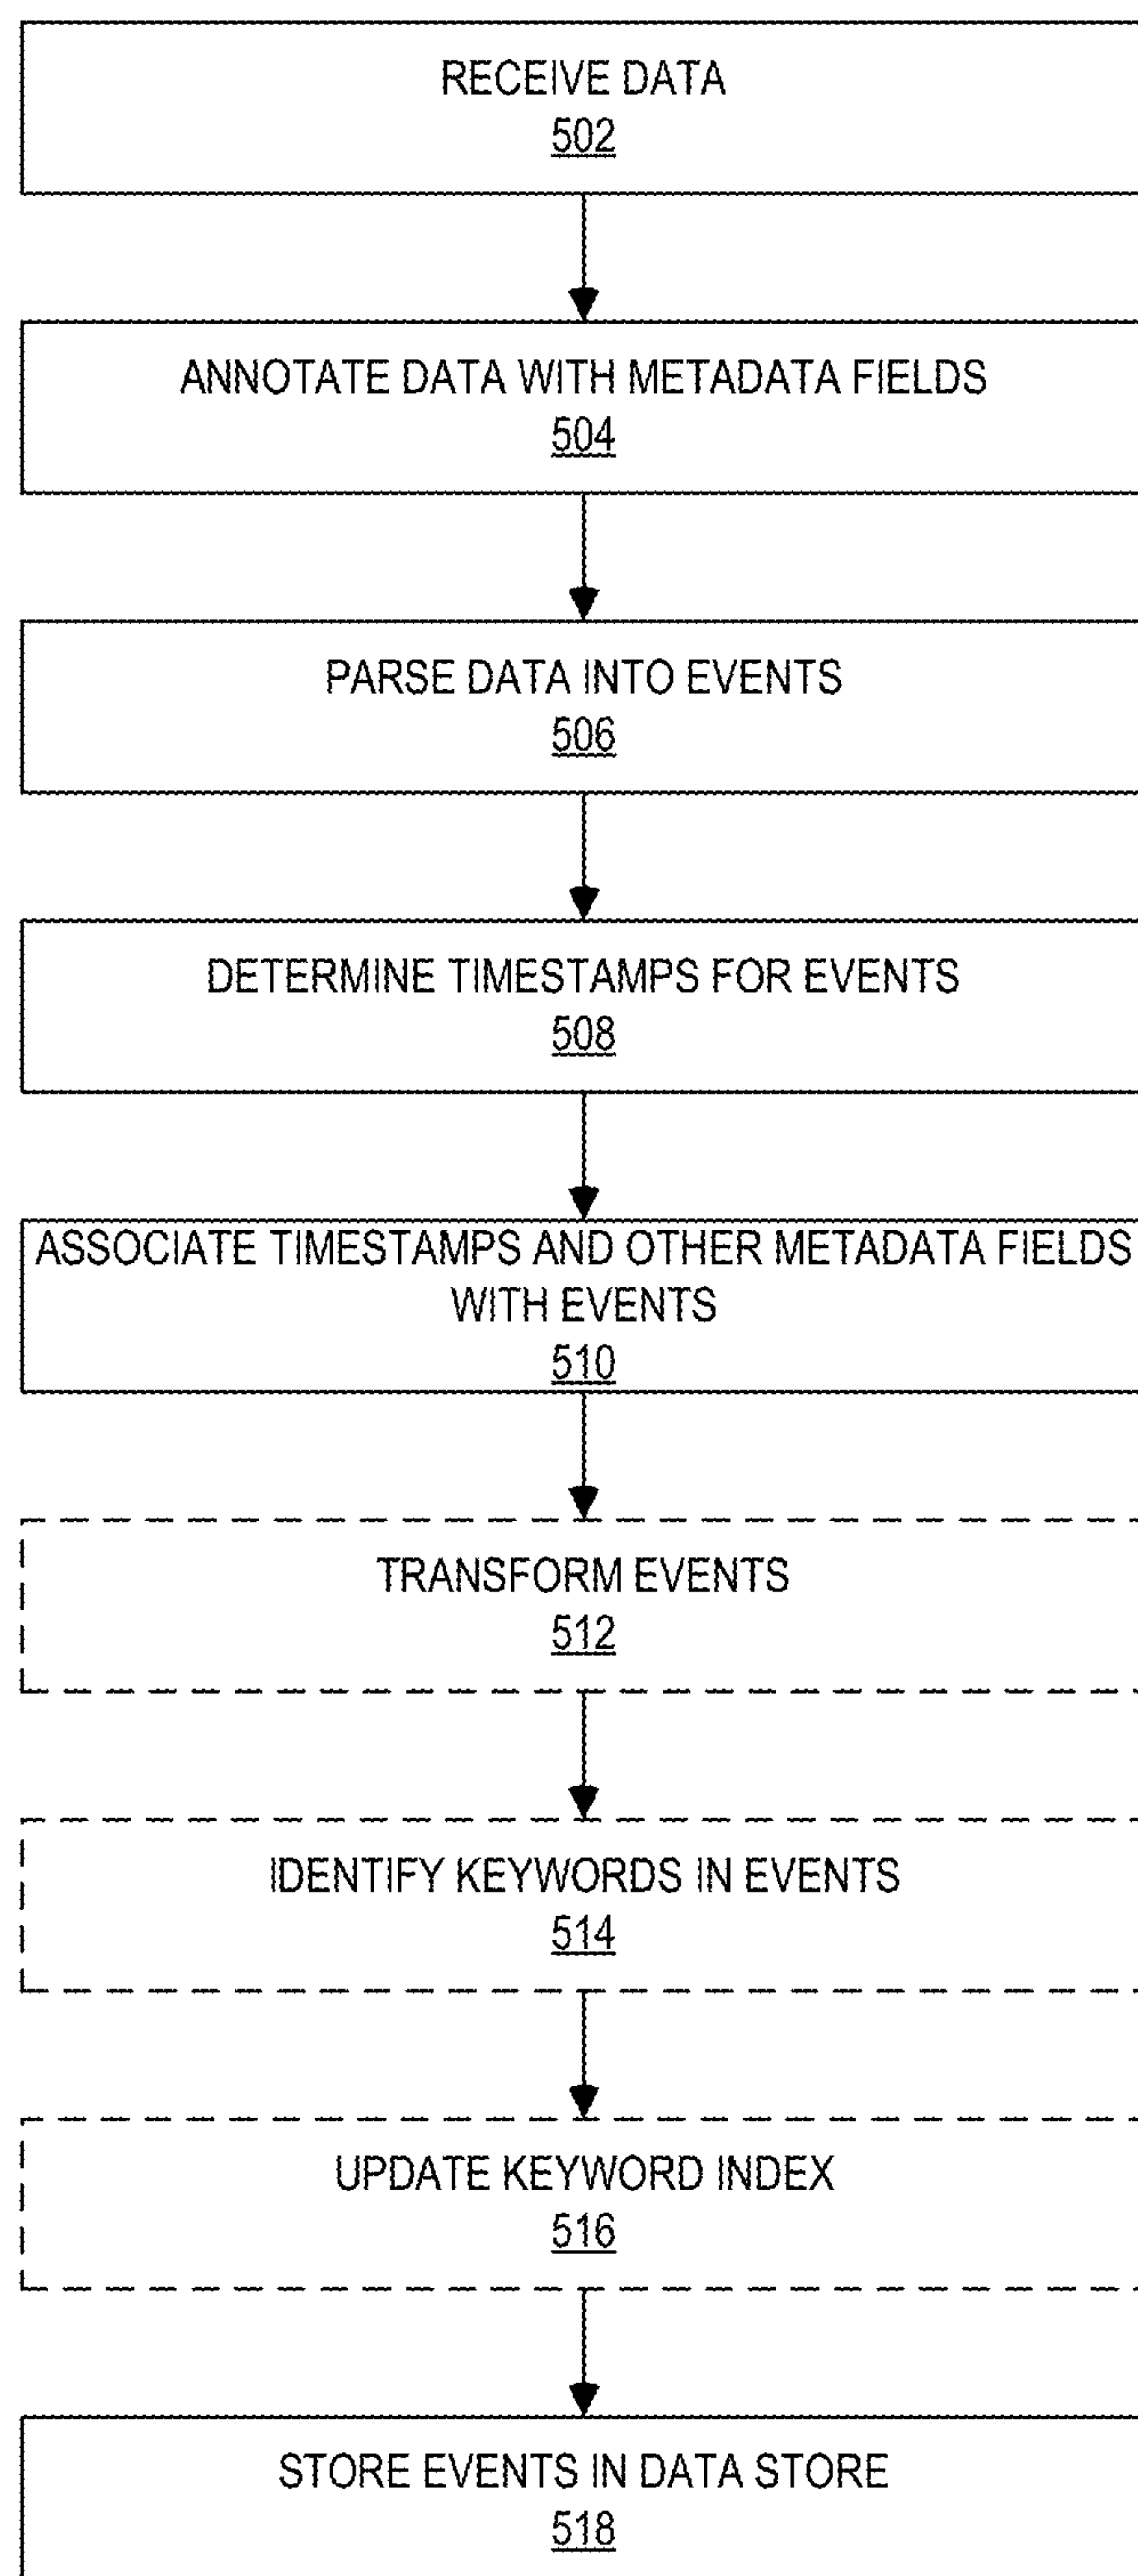 RECEIVE DATA
502
ANNOTATE DATA WITH METADATA FIELDS
504
PARSE DATA INTO EVENTS
506
DETERMINE TIMESTAMPS FOR EVENTS
508
ASSOCIATE TIMESTAMPS AND OTHER METADATA FIELDS
WITH EVENTS
510
TRANSFORM EVENTS
512
IDENTIFY KEYWORDS IN EVENTS
514
UPDATE KEYWORD INDEX
516
STORE EVENTS IN DATA STORE
518